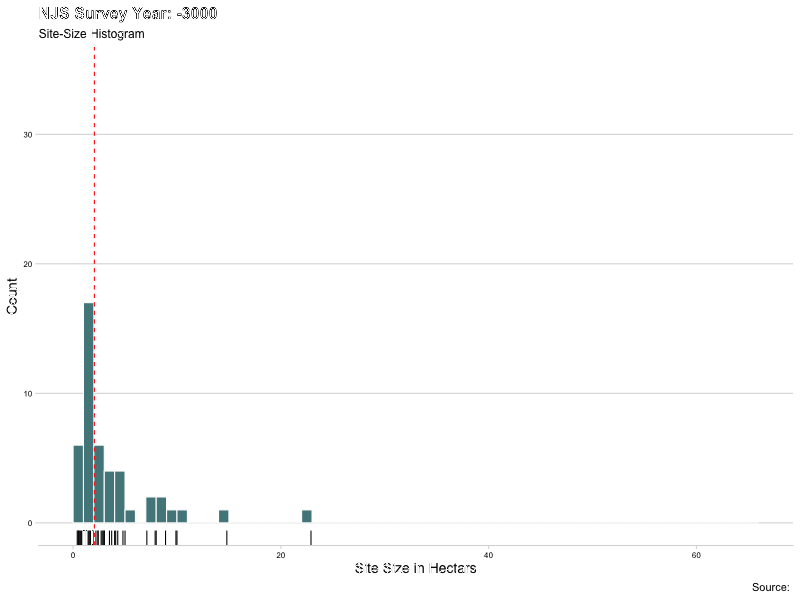 NJS Survey Year: -3000
Site-Size Histogram
30
20
10
0
Count
0 20 40 60
Site Size in Hectars
Source: